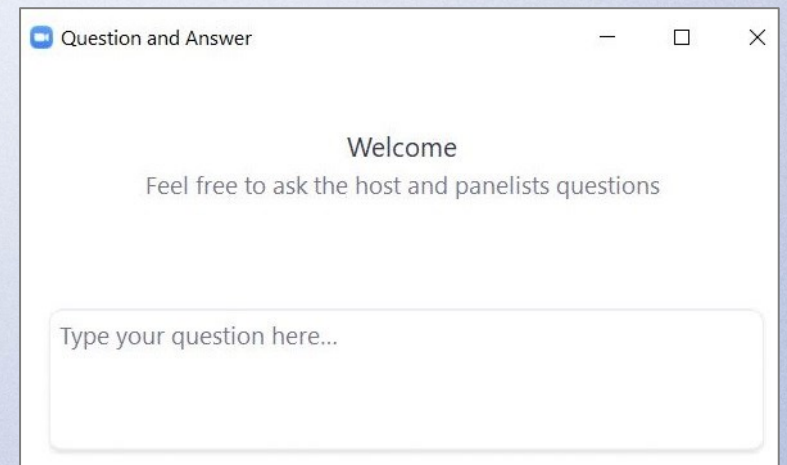 Question and Answer
Welcome
Feel free to ask the host and panelists questions
Type your question here...